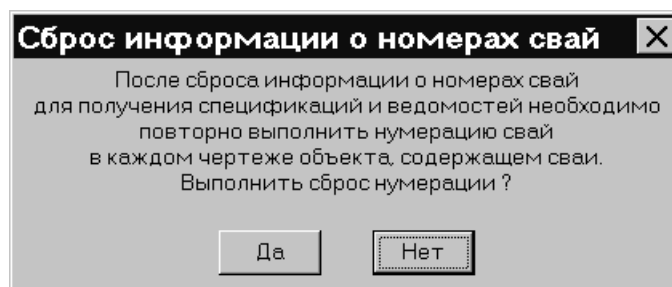 Сброс информации о номерах свай
После сброса информации о номерах свай
для получения спецификаций и ведомостей необходимо
повторно выполнить нумерацию свай
в каждом чертеже объекта, содержащем сваи.
Выполнить сброс нумерации ?
Да
Нет